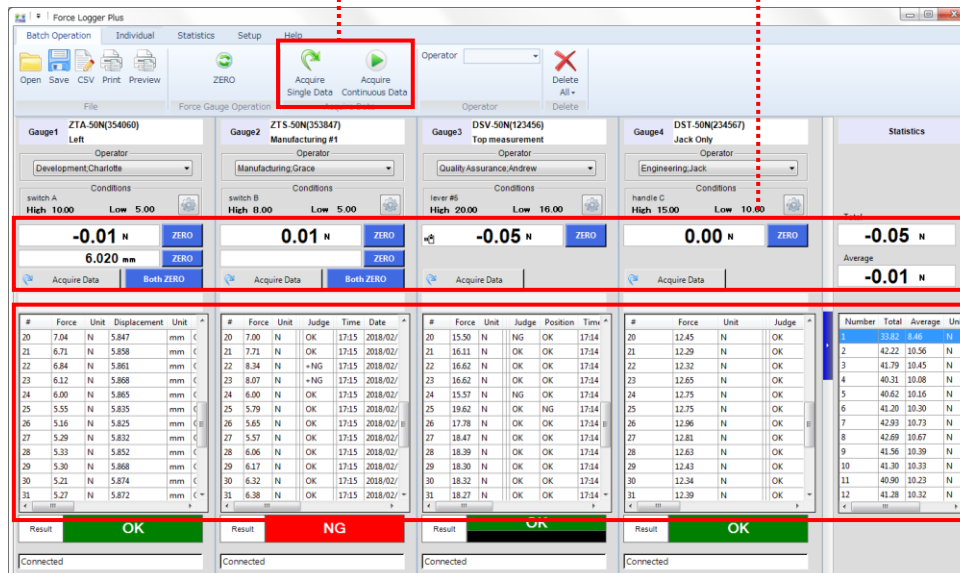 Force Logger Plus
Batch Operation Individual Statistics Setup Help
Open Save CSV Print Preview ZERO Acquire Single Data Acquire Continuous Data Operator Delete All
File Force Gauge Operation Acquire Data Operator Delete
Gauge1 ZTA-50N(354060) Left
Operator
Development;Charlotte
Conditions
switch A
High 10.00 Low 5.00
-0.01 N ZERO
6.020 mm ZERO
Acquire Data Both ZERO
# Force Unit Displacement Unit
20 7.04 N 5.847 mm
21 6.71 N 5.858 mm
22 6.84 N 5.861 mm
23 6.12 N 5.868 mm
24 6.00 N 5.865 mm
25 5.55 N 5.835 mm
26 5.16 N 5.825 mm
27 5.29 N 5.832 mm
28 5.33 N 5.852 mm
29 5.30 N 5.868 mm
30 5.21 N 5.874 mm
31 5.27 N 5.872 mm
Result OK
Connected
Gauge2 ZTS-50N(353847) Manufacturing #1
Operator
Manufacturing;Grace
Conditions
switch B
High 8.00 Low 5.00
0.01 N ZERO
ZERO
Acquire Data Both ZERO
# Force Unit Judge Time Date
20 7.00 N OK 17:15 2018/02/
21 7.71 N OK 17:15 2018/02/
22 8.34 N +NG 17:15 2018/02/
23 8.07 N +NG 17:15 2018/02/
24 6.00 N OK 17:15 2018/02/
25 5.79 N OK 17:15 2018/02/
26 5.65 N OK 17:15 2018/02/
27 5.57 N OK 17:15 2018/02/
28 6.06 N OK 17:15 2018/02/
29 6.17 N OK 17:15 2018/02/
30 6.32 N OK 17:15 2018/02/
31 6.38 N OK 17:15 2018/02/
Result NG
Connected
Gauge3 DSV-50N(123456) Top measurement
Operator
Quality Assurance;Andrew
Conditions
lever #6
High 20.00 Low 16.00
-0.05 N ZERO
Acquire Data
# Force Unit Judge Position Time
20 15.50 N NG OK 17:14
21 16.11 N OK OK 17:14
22 16.62 N OK OK 17:14
23 16.62 N OK OK 17:14
24 15.57 N NG OK 17:14
25 19.62 N OK NG 17:14
26 17.78 N OK OK 17:14
27 18.47 N OK OK 17:14
28 18.39 N OK OK 17:14
29 18.30 N OK OK 17:14
30 18.32 N OK OK 17:14
31 18.27 N OK OK 17:14
Result OK
Connected
Gauge4 DST-50N(234567) Jack Only
Operator
Engineering;Jack
Conditions
handle C
High 15.00 Low 10.00
0.00 N ZERO
Acquire Data
# Force Unit Judge
20 12.45 N OK
21 12.29 N OK
22 12.32 N OK
23 12.65 N OK
24 12.75 N OK
25 12.75 N OK
26 12.96 N OK
27 12.81 N OK
28 12.63 N OK
29 12.43 N OK
30 12.34 N OK
31 12.39 N OK
Result OK
Connected
Statistics
Total
-0.05 N
Average
-0.01 N
Number Total Average Uni
1 33.82 8.46 N
2 42.22 10.56 N
3 41.79 10.45 N
4 40.31 10.08 N
5 40.62 10.16 N
6 41.20 10.30 N
7 42.93 10.73 N
8 42.69 10.67 N
9 41.56 10.39 N
10 41.30 10.33 N
11 40.90 10.23 N
12 41.28 10.32 N